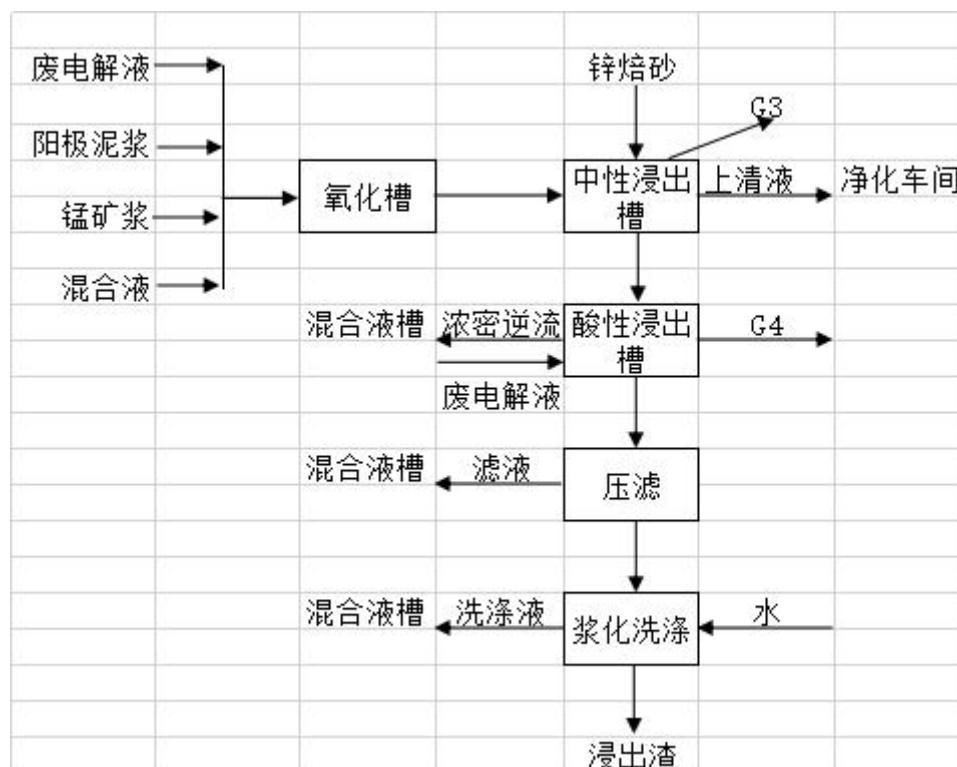 废电解液
锌焙砂
G3
阳极泥浆
氧化槽
中性浸出
槽
上清液
净化车间
锰矿浆
混合液
混合液槽
浓密逆流
酸性浸出
槽
G4
废电解液
混合液槽
滤液
压滤
混合液槽
洗涤液
浆化洗涤
水
浸出渣